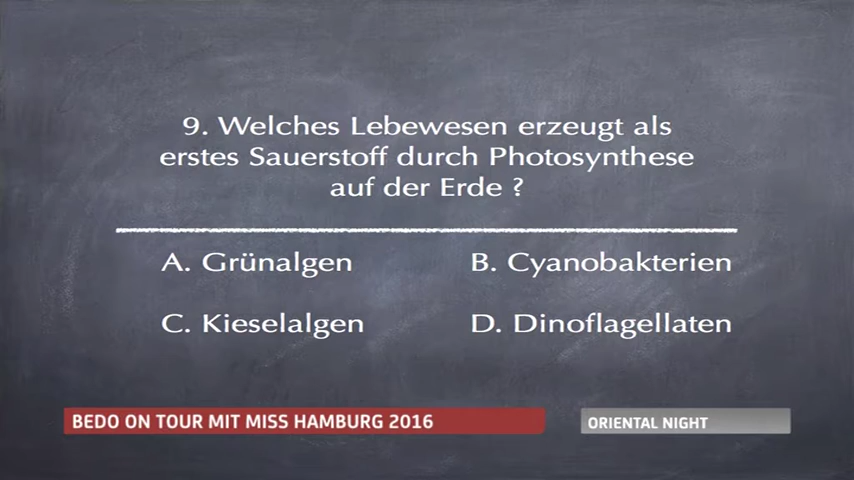 9. Welches Lebewesen erzeugt als
erstes Sauerstoff durch Photosynthese
auf der Erde ?
A. Grünalgen
B. Cyanobakterien
C. Kieselalgen
D. Dinoflagellaten
BEDO ON TOUR MIT MISS HAMBURG 2016
ORIENTAL NIGHT